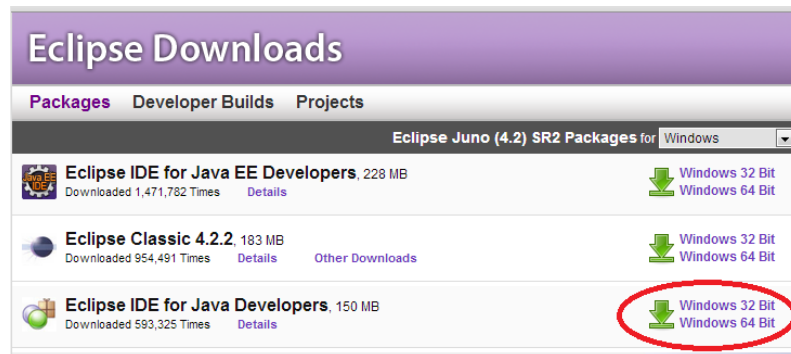 Eclipse Downloads
Packages Developer Builds Projects
Eclipse Juno (4.2) SR2 Packages for Windows
Java EE IDE
Eclipse IDE for Java EE Developers, 228 MB
Windows 32 Bit
Downloaded 1,471,782 Times Details
Windows 64 Bit
Eclipse Classic 4.2.2, 183 MB
Windows 32 Bit
Downloaded 954,491 Times Details Other Downloads
Windows 64 Bit
Eclipse IDE for Java Developers, 150 MB
Windows 32 Bit
Downloaded 593,325 Times Details
Windows 64 Bit